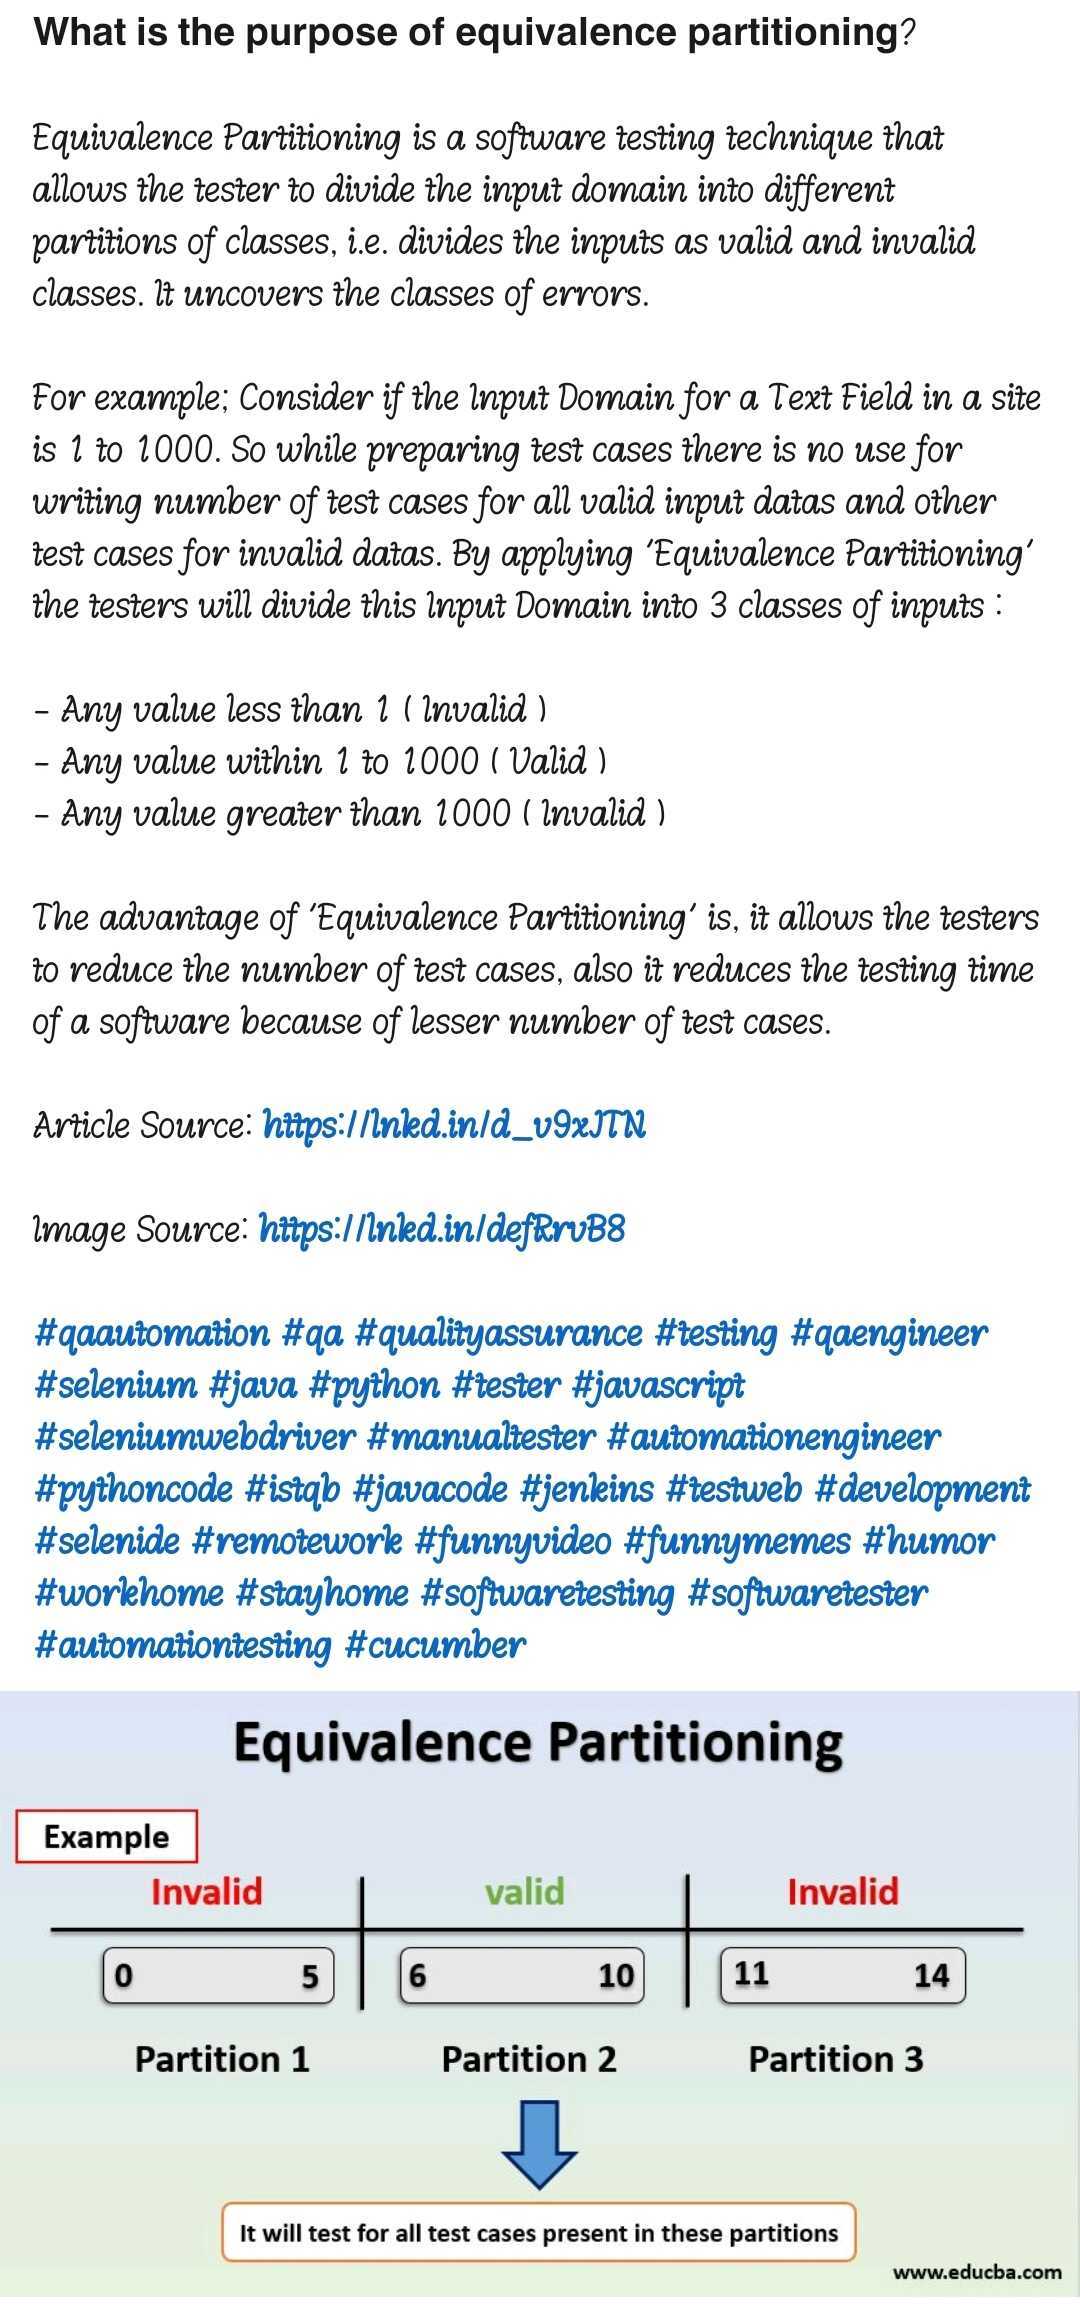 What is the purpose of equivalence partitioning?
Equivalence Partitioning is a software testing technique that
allows the tester to divide the input domain into different
partitions of classes, i.e. divides the inputs as valid and invalid
classes. It uncovers the classes of errors.
For example; Consider if the Input Domain for a Text Field in a site
is 1 to 1000. So while preparing test cases there is no use for
writing number of test cases for all valid input datas and other
test cases for invalid datas. By applying ‘Equivalence Partitioning’
the testers will divide this Input Domain into 3 classes of inputs :
- Any value less than 1 ( Invalid )
- Any value within 1 to 1000 ( Valid )
- Any value greater than 1000 ( Invalid )
The advantage of ‘Equivalence Partitioning’ is, it allows the testers
to reduce the number of test cases, also it reduces the testing time
of a software because of lesser number of test cases.
Article Source: https://lnkd.in/d_v9xJTN
Image Source: https://lnkd.in/defRrvB8
#qaautomation #qa #qualityassurance #testing #qaengineer
#selenium #java #python #tester #javascript
#seleniumwebdriver #manualtester #automationengineer
#pythoncode #istqb #javacode #jenkins #testweb #development
#selenide #remotework #funnyvideo #funnymemes #humor
#workhome #stayhome #softwaretesting #softwaretester
#automationtesting #cucumber
Equivalence Partitioning
Example
Invalid valid Invalid
0 5 6 10 11 14
Partition 1 Partition 2 Partition 3
It will test for all test cases present in these partitions
www.educba.com